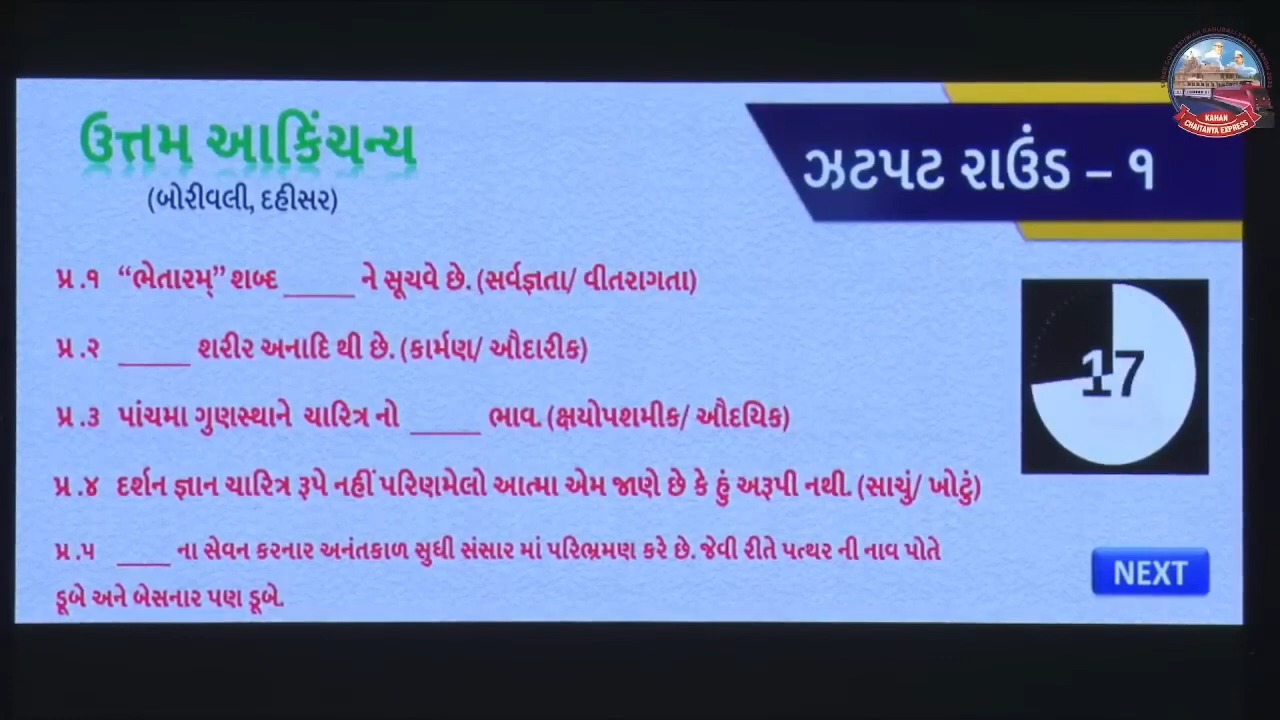 ઉત્તમ આકિંચન્ય
(બોરીવલી, દહીસર)
ઝટપટ રાઉંડ – ૧
પ્ર.૧ “ભેતારમ્” શબ્દ _____ ને સૂચવે છે. (સર્વજ્ઞતા/ વીતરાગતા)
પ્ર.૨ _____ શરીર અનાદિ થી છે. (કાર્મણ/ ઔદારીક)
પ્ર.૩ પાંચમા ગુણસ્થાને ચારિત્ર નો _____ ભાવ. (ક્ષયોપશમીક/ ઔદયિક)
પ્ર.૪ દર્શન જ્ઞાન ચારિત્ર રૂપે નહીં પરિણમેલો આત્મા એમ જાણે છે કે હું અરૂપી નથી. (સાચું/ ખોટું)
પ્ર.૫ ____ ના સેવન કરનાર અનંતકાળ સુધી સંસાર માં પરિભ્રમણ કરે છે. જેવી રીતે પત્થર ની નાવ પોતે
ડૂબે અને બેસનાર પણ ડૂબે.
17
NEXT
KAHAN
CHAITANYA EXPRESS